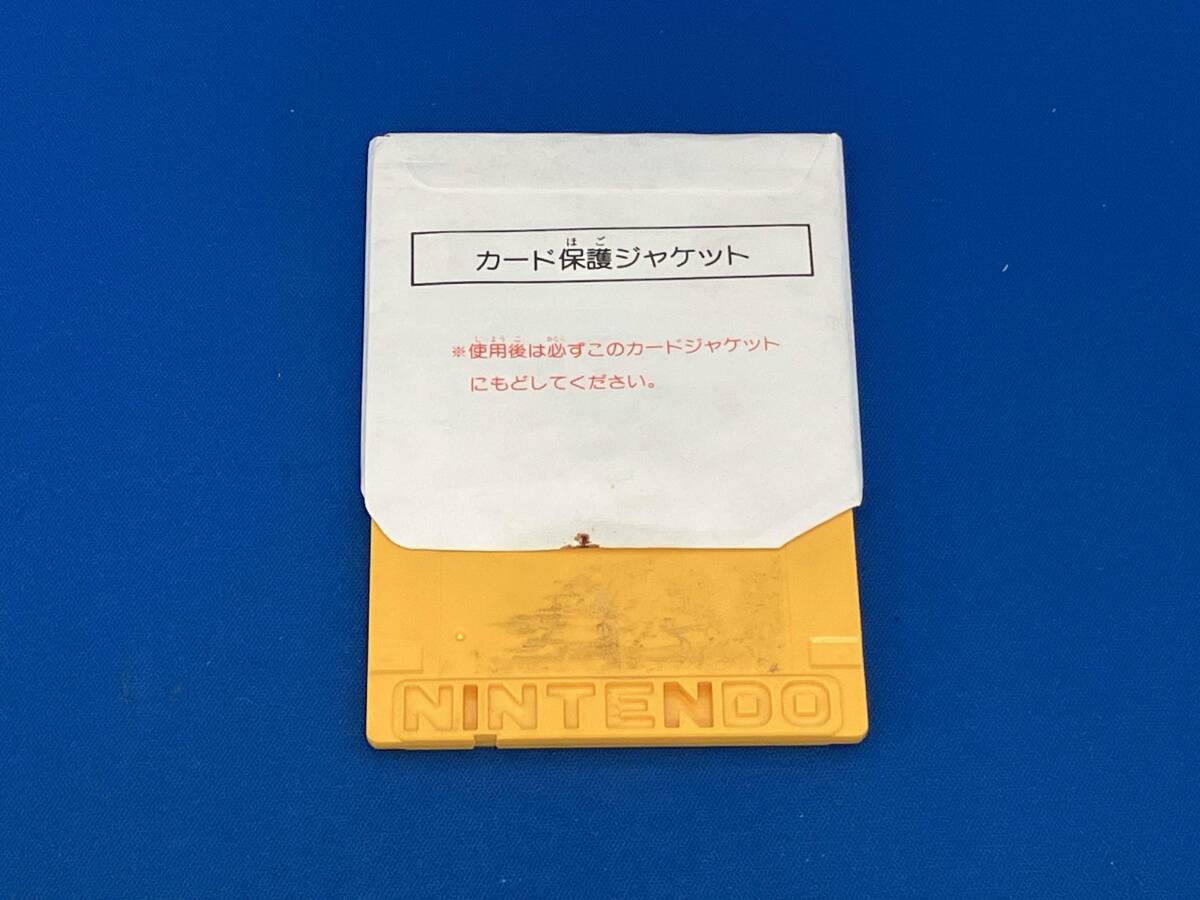 カード保護ジャケット
※使用後は必ずこのカードジャケット
にもどしてください。
NINTENDO